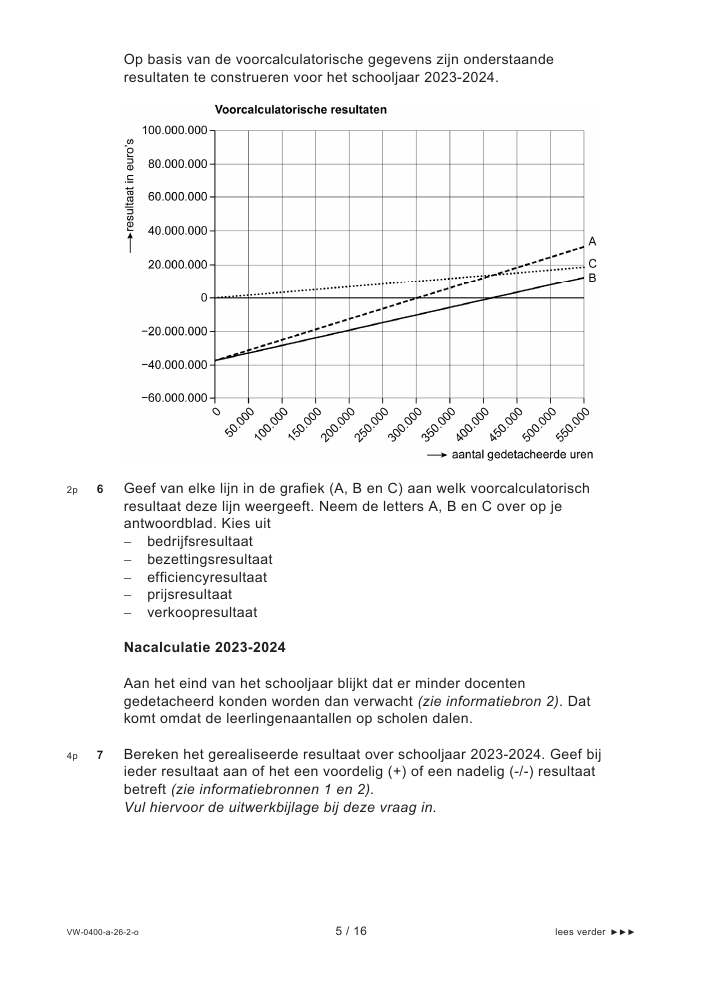 Op basis van de voorcalculatorische gegevens zijn onderstaande
resultaten te construeren voor het schooljaar 2023-2024.
Voorcalculatorische resultaten
resultaat in euro's
100.000.000
80.000.000
60.000.000
40.000.000
20.000.000
0
−20.000.000
−40.000.000
−60.000.000
A
C
B
0
50.000
100.000
150.000
200.000
250.000
300.000
350.000
400.000
450.000
500.000
550.000
aantal gedetacheerde uren
2p 6 Geef van elke lijn in de grafiek (A, B en C) aan welk voorcalculatorisch
resultaat deze lijn weergeeft. Neem de letters A, B en C over op je
antwoordblad. Kies uit
− bedrijfsresultaat
− bezettingsresultaat
− efficiencyresultaat
− prijsresultaat
− verkoopresultaat
Nacalculatie 2023-2024
Aan het eind van het schooljaar blijkt dat er minder docenten
gedetacheerd konden worden dan verwacht (zie informatiebron 2). Dat
komt omdat de leerlingenaantallen op scholen dalen.
4p 7 Bereken het gerealiseerde resultaat over schooljaar 2023-2024. Geef bij
ieder resultaat aan of het een voordelig (+) of een nadelig (-/-) resultaat
betreft (zie informatiebronnen 1 en 2).
Vul hiervoor de uitwerkbijlage bij deze vraag in.
VW-0400-a-26-2-o
5 / 16
lees verder ►►►